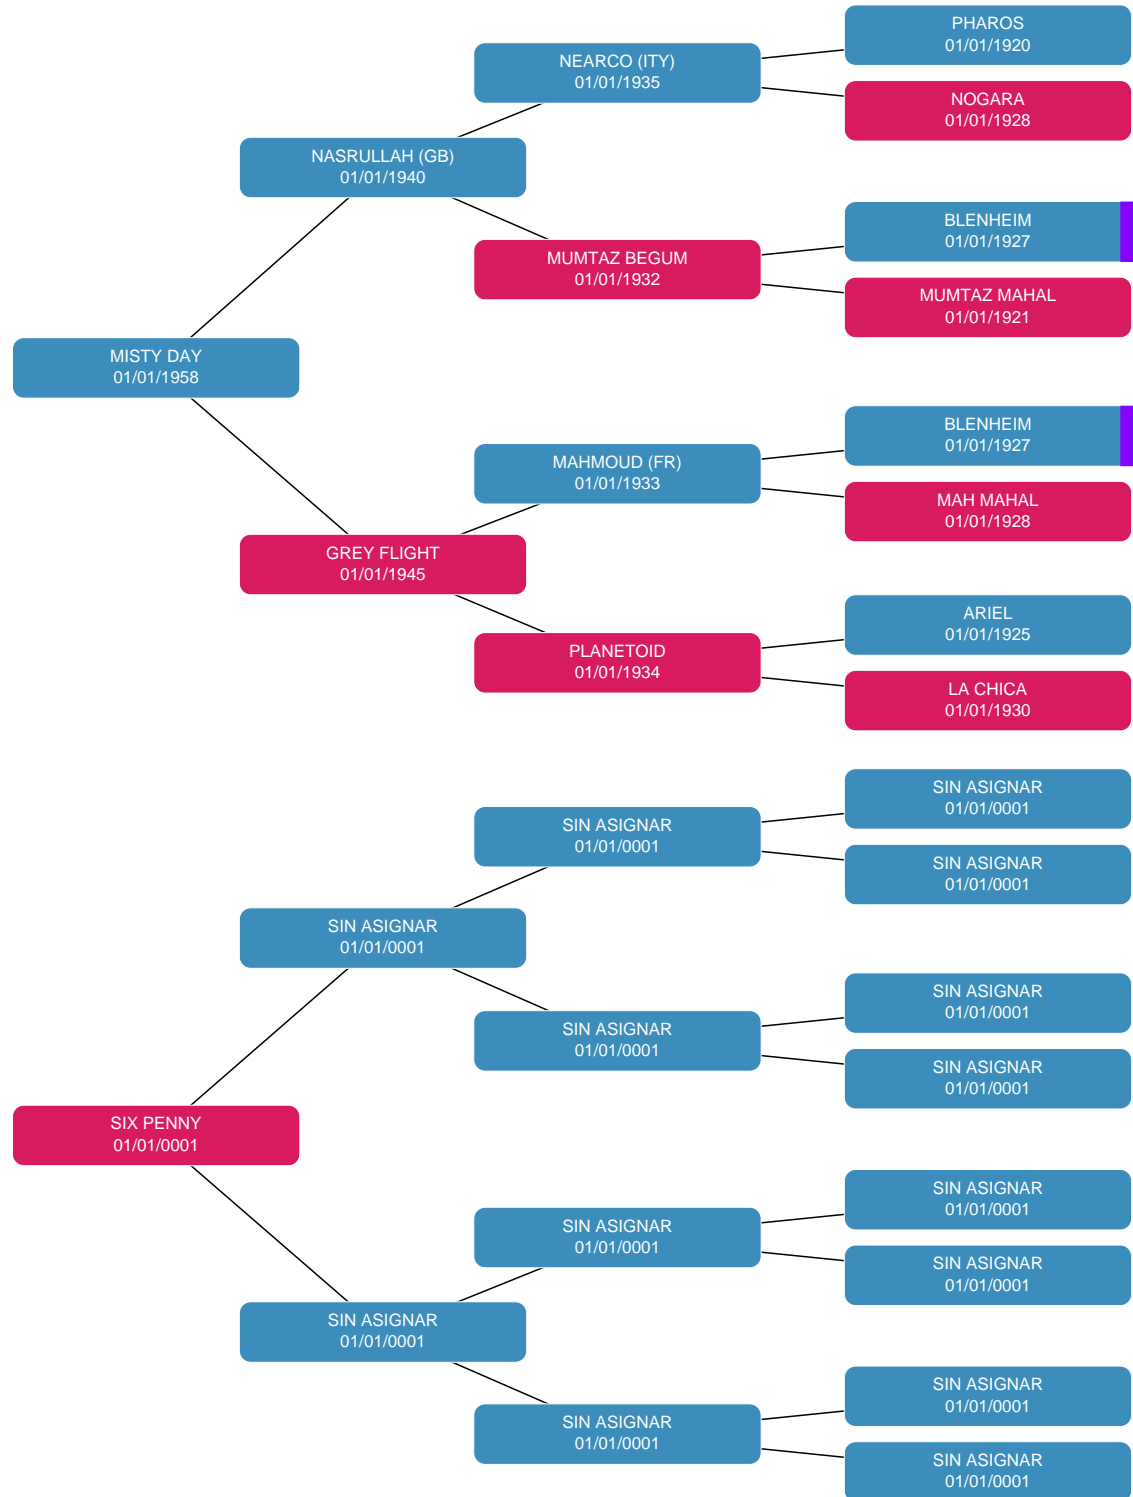 PHAROS
01/01/1920
NEARCO (ITY)
01/01/1935
NOGARA
01/01/1928
NASRULLAH (GB)
01/01/1940
BLENHEIM
01/01/1927
MUMTAZ BEGUM
01/01/1932
MUMTAZ MAHAL
01/01/1921
MISTY DAY
01/01/1958
BLENHEIM
01/01/1927
MAHMOUD (FR)
01/01/1933
MAH MAHAL
01/01/1928
GREY FLIGHT
01/01/1945
ARIEL
01/01/1925
PLANETOID
01/01/1934
LA CHICA
01/01/1930
SIN ASIGNAR
01/01/0001
SIN ASIGNAR
01/01/0001
SIN ASIGNAR
01/01/0001
SIN ASIGNAR
01/01/0001
SIN ASIGNAR
01/01/0001
SIN ASIGNAR
01/01/0001
SIN ASIGNAR
01/01/0001
SIX PENNY
01/01/0001
SIN ASIGNAR
01/01/0001
SIN ASIGNAR
01/01/0001
SIN ASIGNAR
01/01/0001
SIN ASIGNAR
01/01/0001
SIN ASIGNAR
01/01/0001
SIN ASIGNAR
01/01/0001
SIN ASIGNAR
01/01/0001